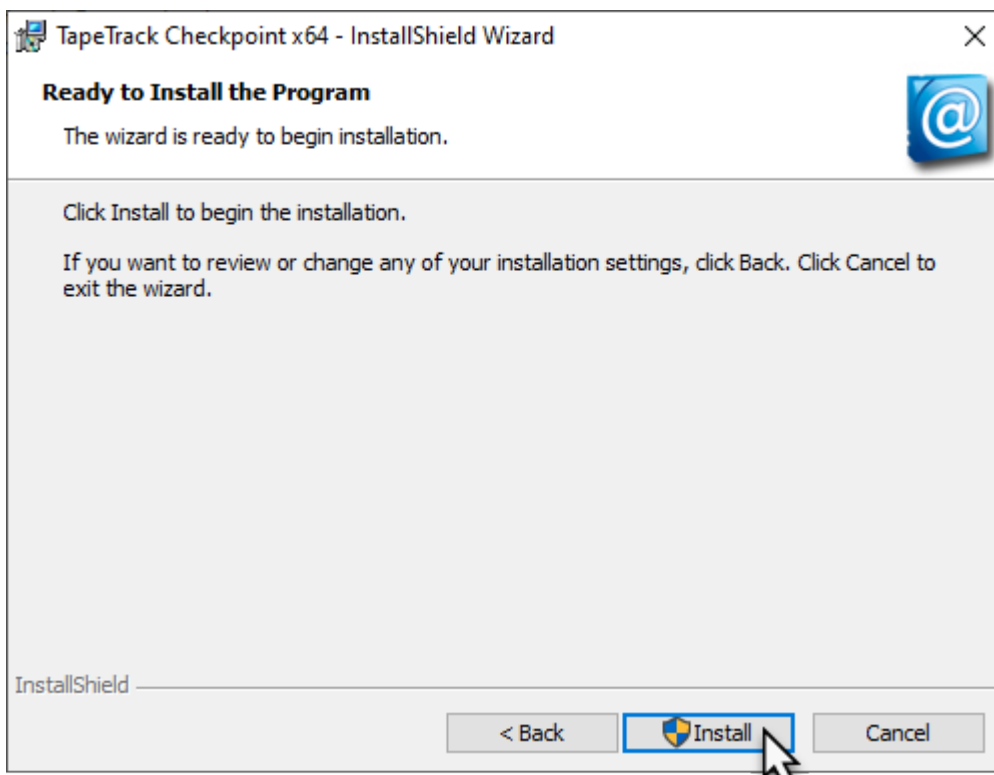 TapeTrack Checkpoint x64 - InstallShield Wizard
Ready to Install the Program
The wizard is ready to begin installation.
@
Click Install to begin the installation.
If you want to review or change any of your installation settings, click Back. Click Cancel to
exit the wizard.
InstallShield
< Back
Install
Cancel